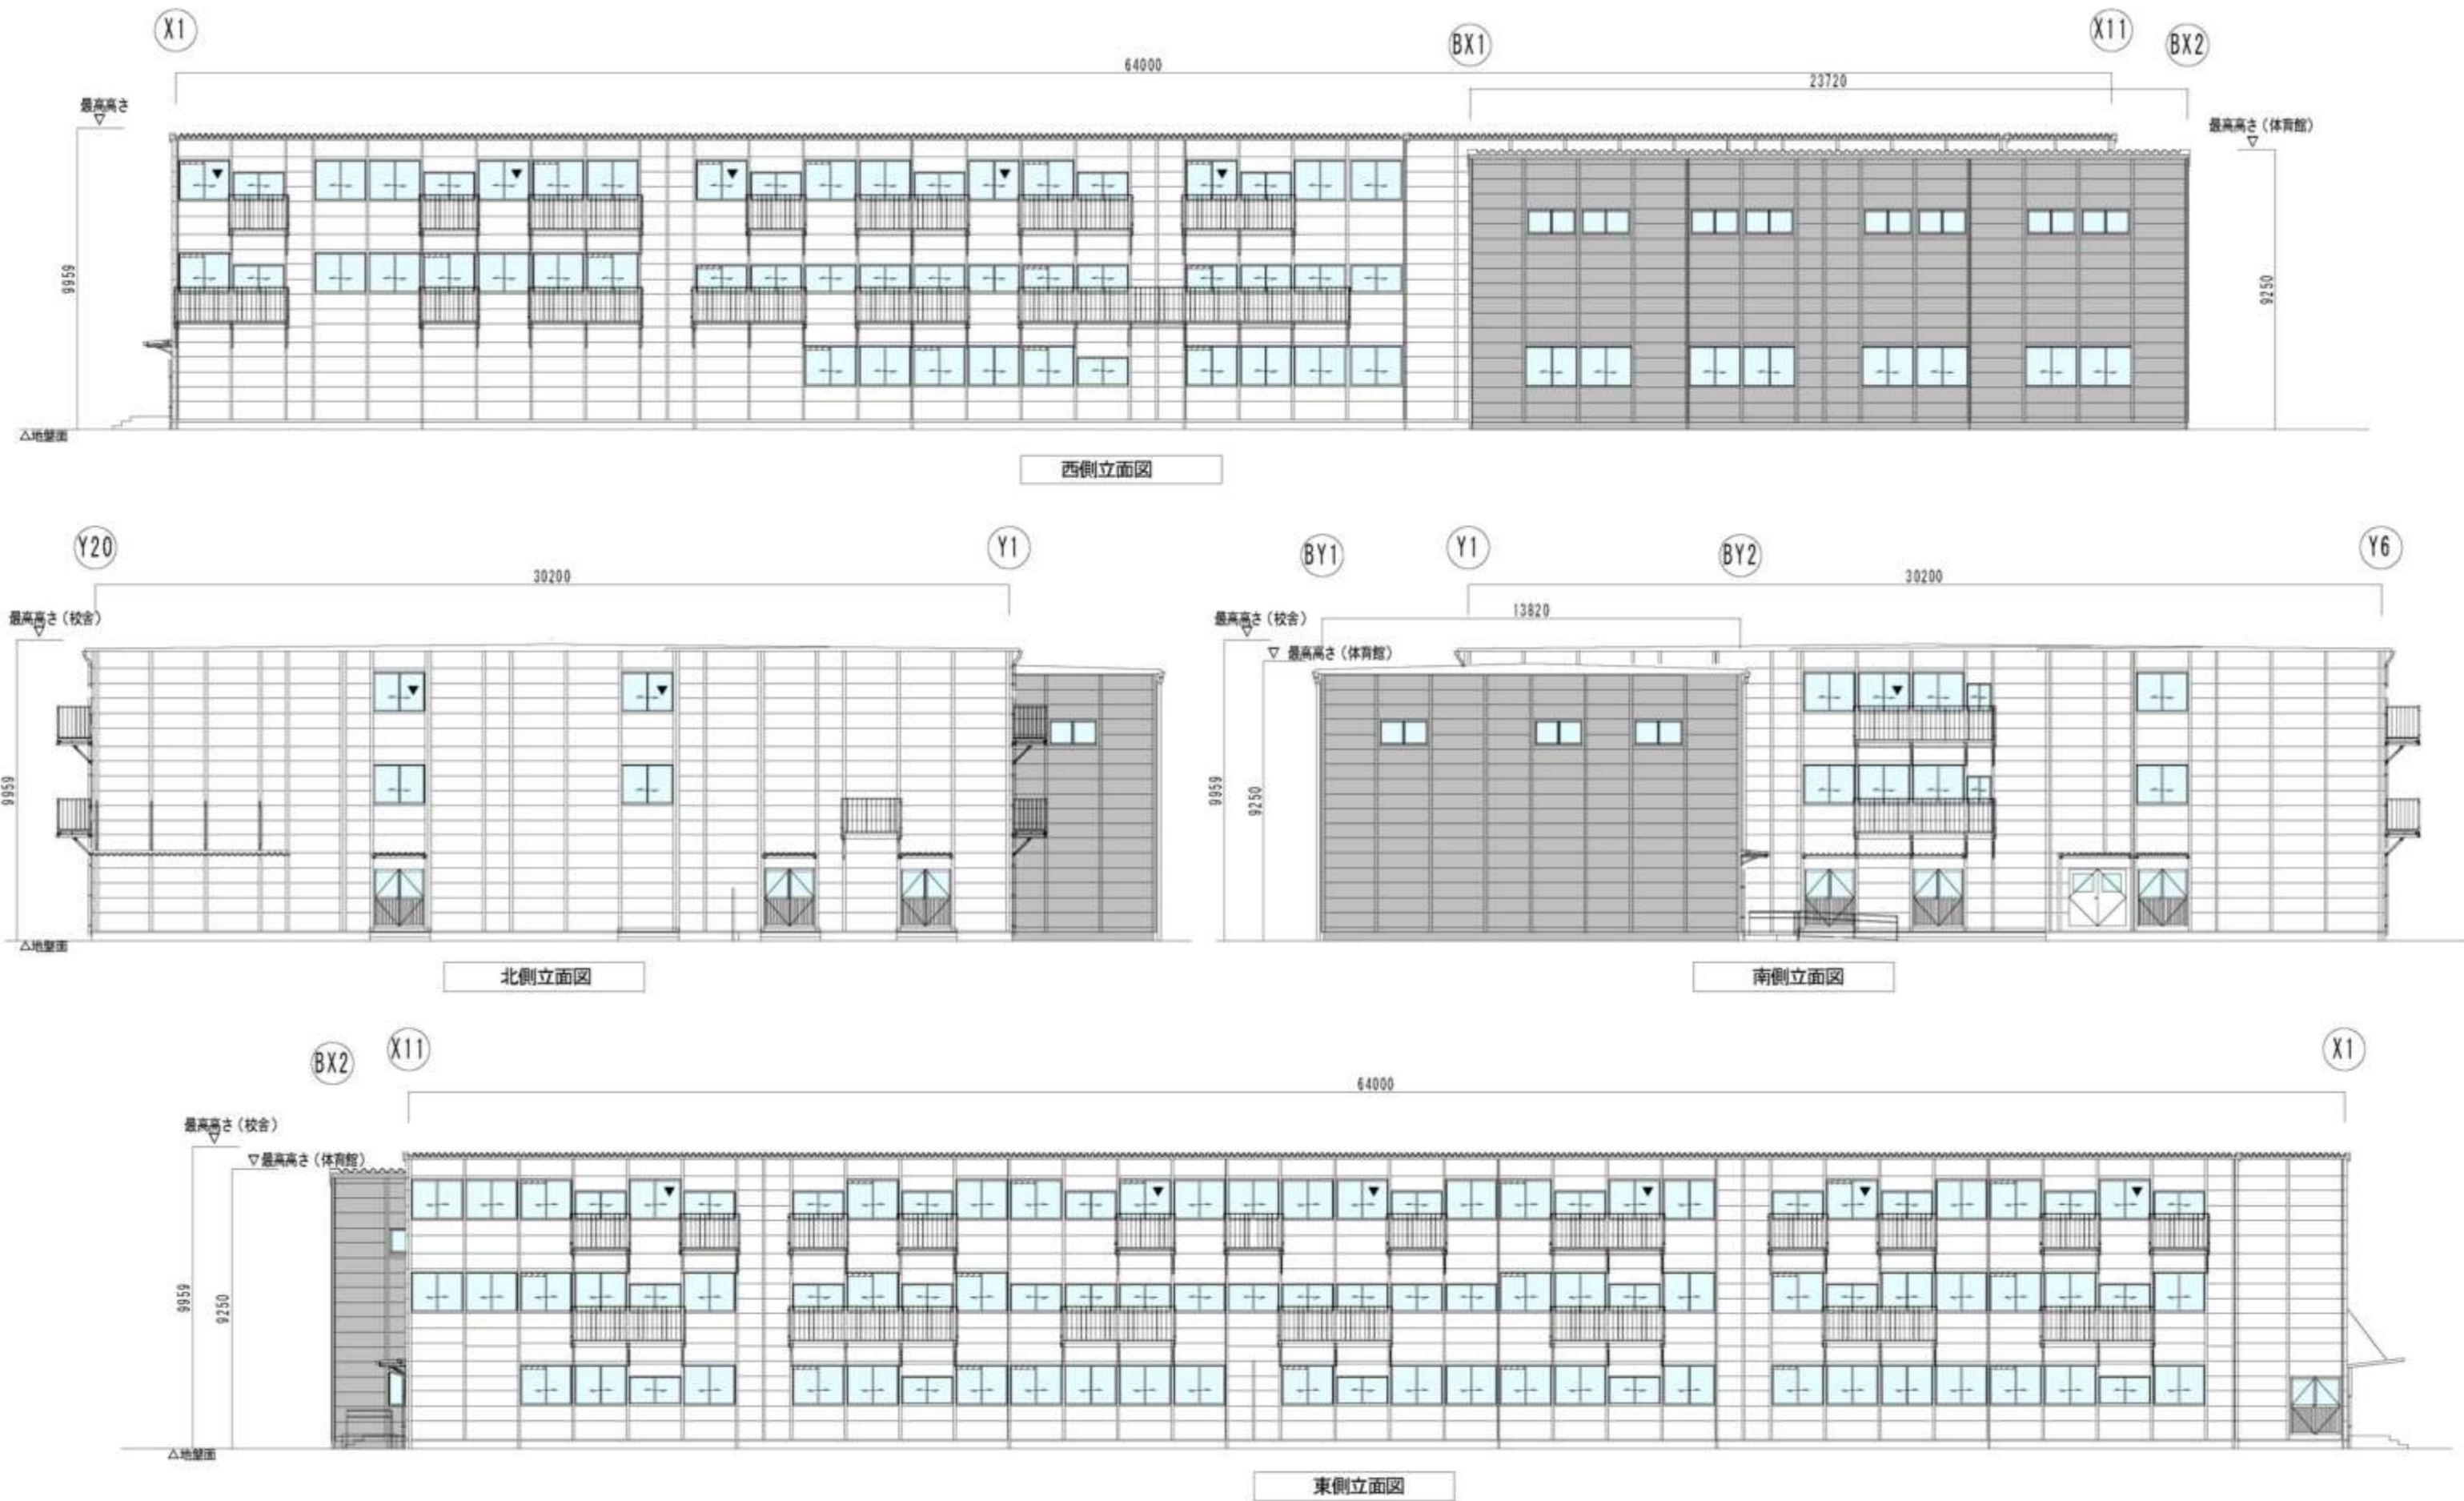 X1
BX1
X11
BX2
64000
23720
最高高さ
最高高さ（体育館）
9959
9250
△地盤面
西側立面図
Y20
Y1
30200
最高高さ（校舎）
9959
△地盤面
北側立面図
BY1
Y1
BY2
Y6
30200
13820
最高高さ（校舎）
▽ 最高高さ（体育館）
9959
9250
南側立面図
BX2
X11
X1
64000
最高高さ（校舎）
▽最高高さ（体育館）
9959
9250
△地盤面
東側立面図